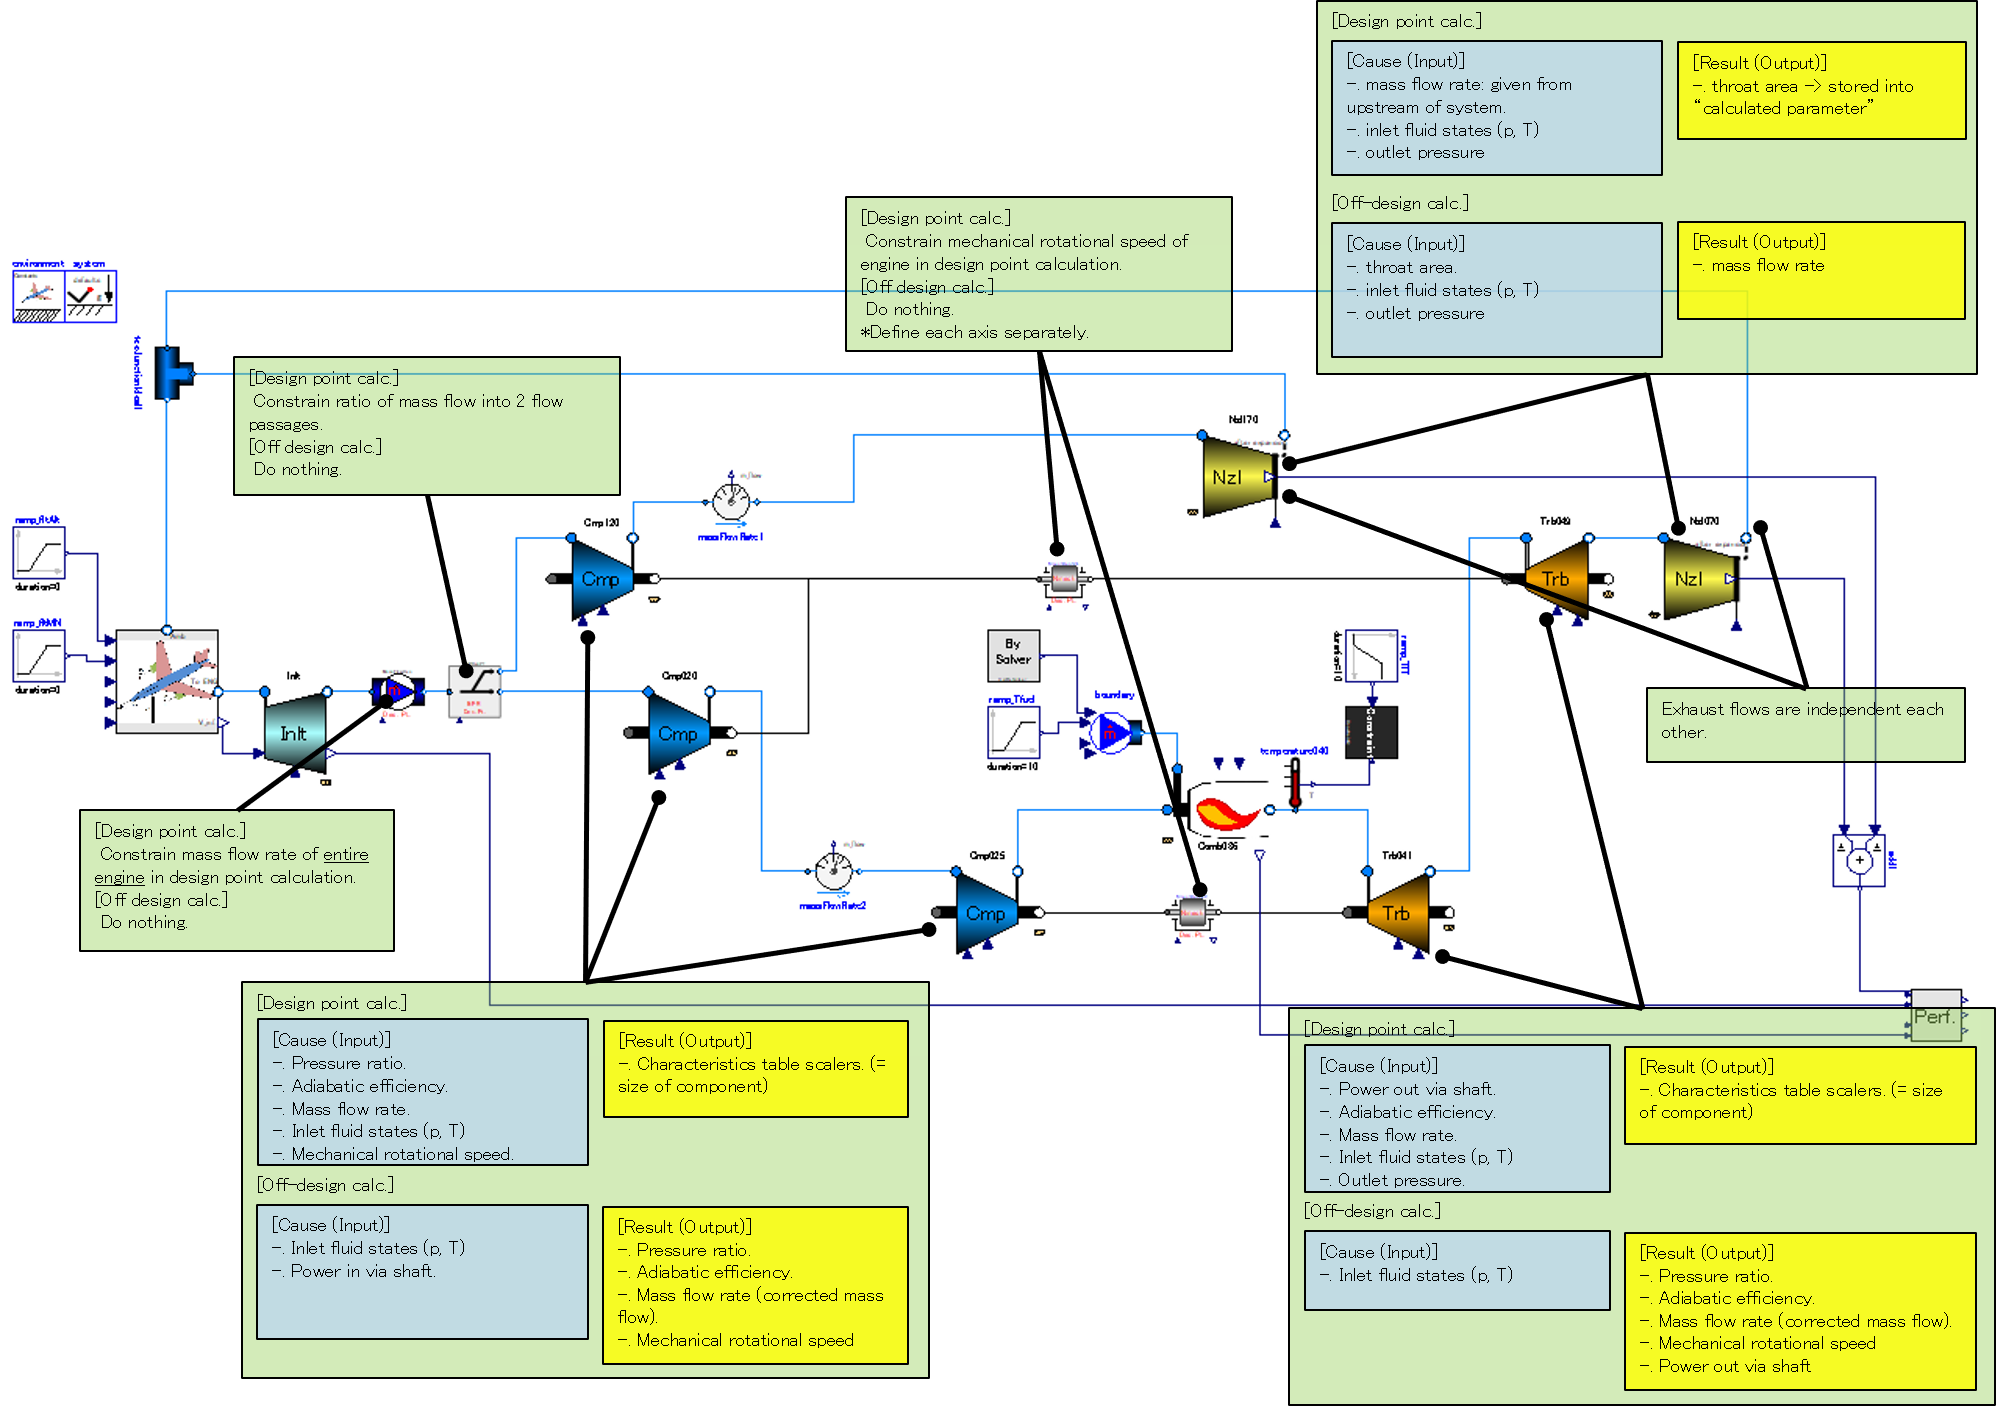 [Design point calc.]
[Cause (Input)]
-. mass flow rate: given from
upstream of system.
-. inlet fluid states (p, T)
-. outlet pressure
[Result (Output)]
-. throat area -> stored into
“calculated parameter”
[Off-design calc.]
[Cause (Input)]
-. throat area.
-. inlet fluid states (p, T)
-. outlet pressure
[Result (Output)]
-. mass flow rate
[Design point calc.]
Constrain mechanical rotational speed of
engine in design point calculation.
[Off design calc.]
Do nothing.
*Define each axis separately.
environment system
[Design point calc.]
Constrain ratio of mass flow into 2 flow
passages.
[Off design calc.]
Do nothing.
Nzl170
Nzl
m_flow
massFlowRate1
Cmp120
Cmp
Trb049
Trb
Nzl070
Nzl
duration=0
duration=0
Inlt
Inlt
m
Cmp020
Cmp
By
Solver
ramp_Tfuel
duration=10
boundary
m
ramp_TIT
duration=10
Constrain
temperature040
T
Comb036
Exhaust flows are independent each
other.
[Design point calc.]
Constrain mass flow rate of entire
engine in design point calculation.
[Off design calc.]
Do nothing.
m_flow
massFlowRate2
Cmp025
Cmp
Trb041
Trb
+
Perf.
[Design point calc.]
[Cause (Input)]
-. Pressure ratio.
-. Adiabatic efficiency.
-. Mass flow rate.
-. Inlet fluid states (p, T)
-. Mechanical rotational speed.
[Result (Output)]
-. Characteristics table scalers. (=
size of component)
[Off-design calc.]
[Cause (Input)]
-. Inlet fluid states (p, T)
-. Power in via shaft.
[Result (Output)]
-. Pressure ratio.
-. Adiabatic efficiency.
-. Mass flow rate (corrected mass
flow).
-. Mechanical rotational speed
[Design point calc.]
[Cause (Input)]
-. Power out via shaft.
-. Adiabatic efficiency.
-. Mass flow rate.
-. Inlet fluid states (p, T)
-. Outlet pressure.
[Result (Output)]
-. Characteristics table scalers. (= size
of component)
[Off-design calc.]
[Cause (Input)]
-. Inlet fluid states (p, T)
[Result (Output)]
-. Pressure ratio.
-. Adiabatic efficiency.
-. Mass flow rate (corrected mass flow).
-. Mechanical rotational speed
-. Power out via shaft